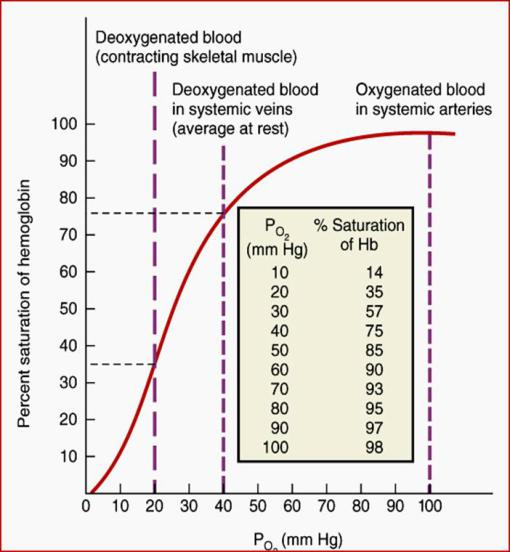 Deoxygenated blood
(contracting skeletal muscle)
Deoxygenated blood
in systemic veins
(average at rest)
Oxygenated blood
in systemic arteries
Percent saturation of hemoglobin
100
90
80
70
60
50
40
30
20
10
PO2 % Saturation
(mm Hg) of Hb
10 14
20 35
30 57
40 75
50 85
60 90
70 93
80 95
90 97
100 98
0 10 20 30 40 50 60 70 80 90 100
PO2 (mm Hg)